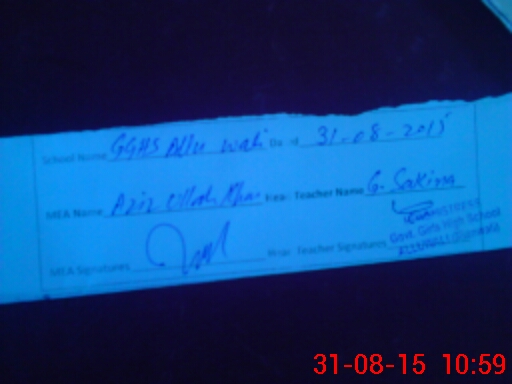 School Name GGHS Allu wali Dated 31-08-2015
MEA Name Aziz Ullah Khan Head Teacher Name G. Sakina
MEA Signatures Head Teacher Signatures
Govt. Girls High School
31-08-15 10:59